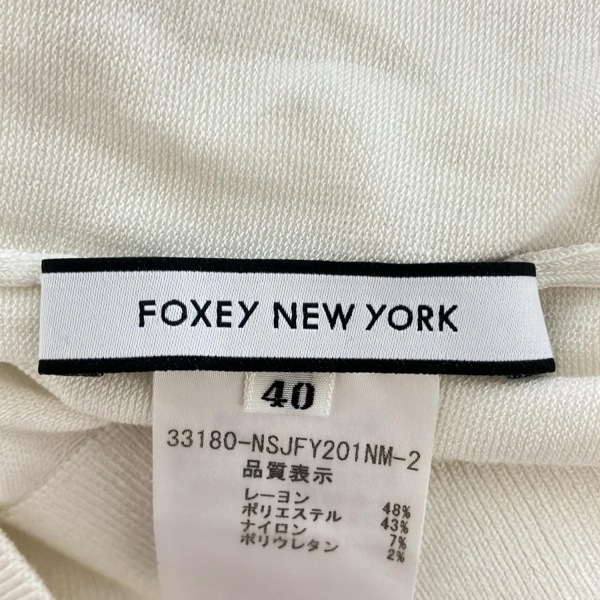 FOXEY NEW YORK
40
33180-NSJFY201NM-2
品質表示
レーヨン 48%
ポリエステル 43%
ナイロン 7%
ポリウレタン 2%